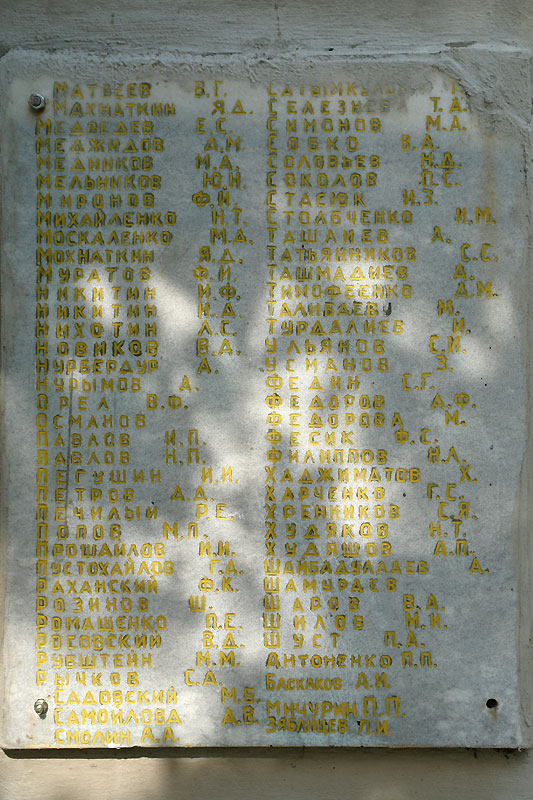 Матвеев В.Г.
Махнаткин Я.Д.
Медведев Е.С.
Меджидов Д.М.
Медников М.А.
Мельников Ю.Н.
Миронов Ф.И.
Михайленко Н.Т.
Москаленко М.Д.
Мохнаткин Я.Д.
Муратов Ф.И.
Никитин И.Ф.
Никитин И.Д.
Нихотин Л.С.
Новиков В.Д.
Нурбердур А.
Нурымов А.
Орел В.Ф.
Османов
Павлов И.П.
Павлов Н.П.
Пегушин И.И.
Петров Д.Д.
Печилый Р.Е.
Попов М.П.
Прошайлов И.И.
Пустохайлов Г.А.
Раханский Ф.К.
Розинов Ш.
Ромащенко П.Е.
Росовский В.Д.
Рубштейн М.М.
Рычков С.Д.
Садовский М.Б.
Самойлова Д.В.
Смолин А.А.
Селезнев Т.А.
Симонов М.А.
Собко В.А.
Соловьев Н.Д.
Соколов П.С.
Стасюк И.З.
Столбченко И.М.
Ташлиев А.
Татьянников С.С.
Ташмадиев А.
Тимофеенко Д.М.
Талибаев М.
Турдалиев И.
Ульянов С.И.
Усманов З.
Федин С.Г.
Федоров А.Ф.
Федорова М.
Фесик Ф.С.
Филиппов Н.Л.
Хаджиматов Х.
Харченко Г.С.
Хренников С.Я.
Худяков Н.Т.
Худяшов А.П.
Шайбадуллаев А.
Шамурдев
Шаров В.А.
Шилов М.И.
Шуст П.А.
Антоненко П.П.
Баскаков А.И.
Мичурин П.П.
Зяблицев П.И